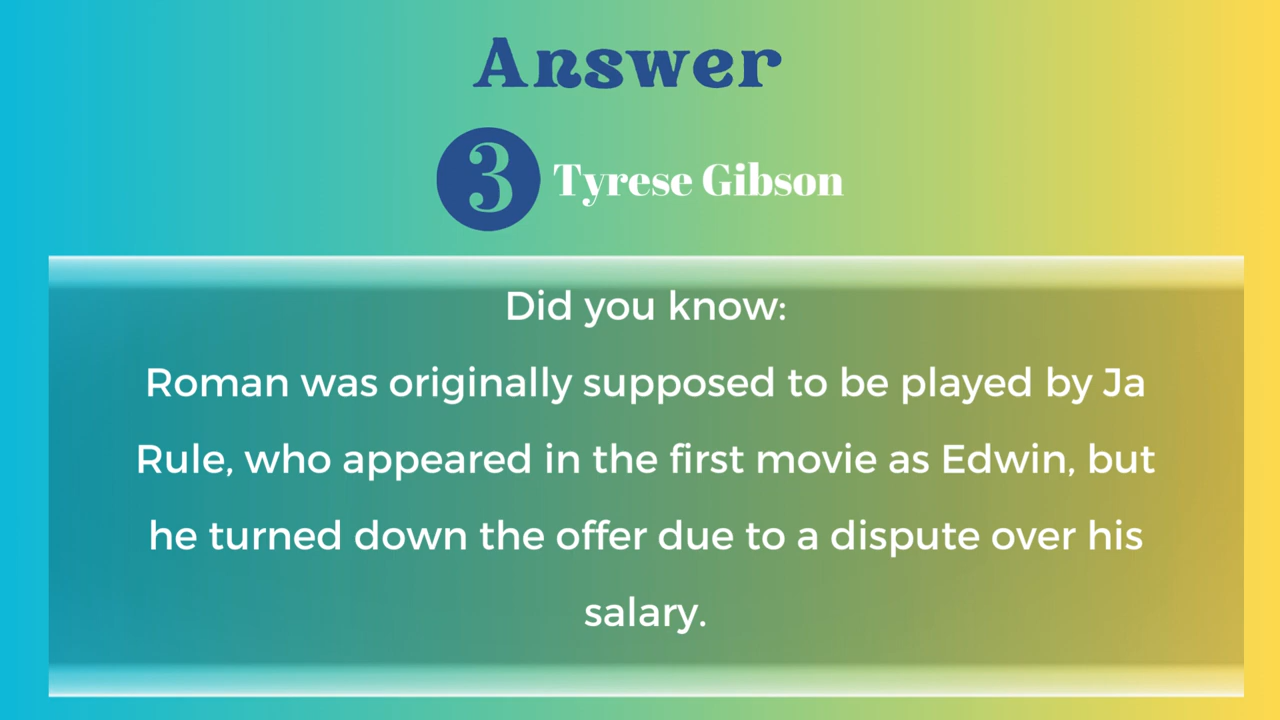 Answer
3 Tyrese Gibson
Did you know:
Roman was originally supposed to be played by Ja
Rule, who appeared in the first movie as Edwin, but
he turned down the offer due to a dispute over his
salary.